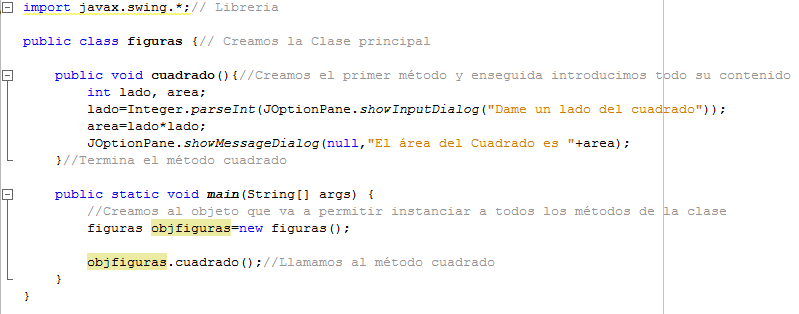 import javax.swing.*;// Libreria
public class figuras {// Creamos la Clase principal
public void cuadrado(){//Creamos el primer método y enseguida introducimos todo su contenido
int lado, area;
lado=Integer.parseInt(JOptionPane.showInputDialog("Dame un lado del cuadrado"));
area=lado*lado;
JOptionPane.showMessageDialog(null,"El área del Cuadrado es "+area);
}//Termina el método cuadrado
public static void main(String[] args) {
//Creamos al objeto que va a permitir instanciar a todos los métodos de la clase
figuras objfiguras=new figuras();
objfiguras.cuadrado();//Llamamos al método cuadrado
}
}